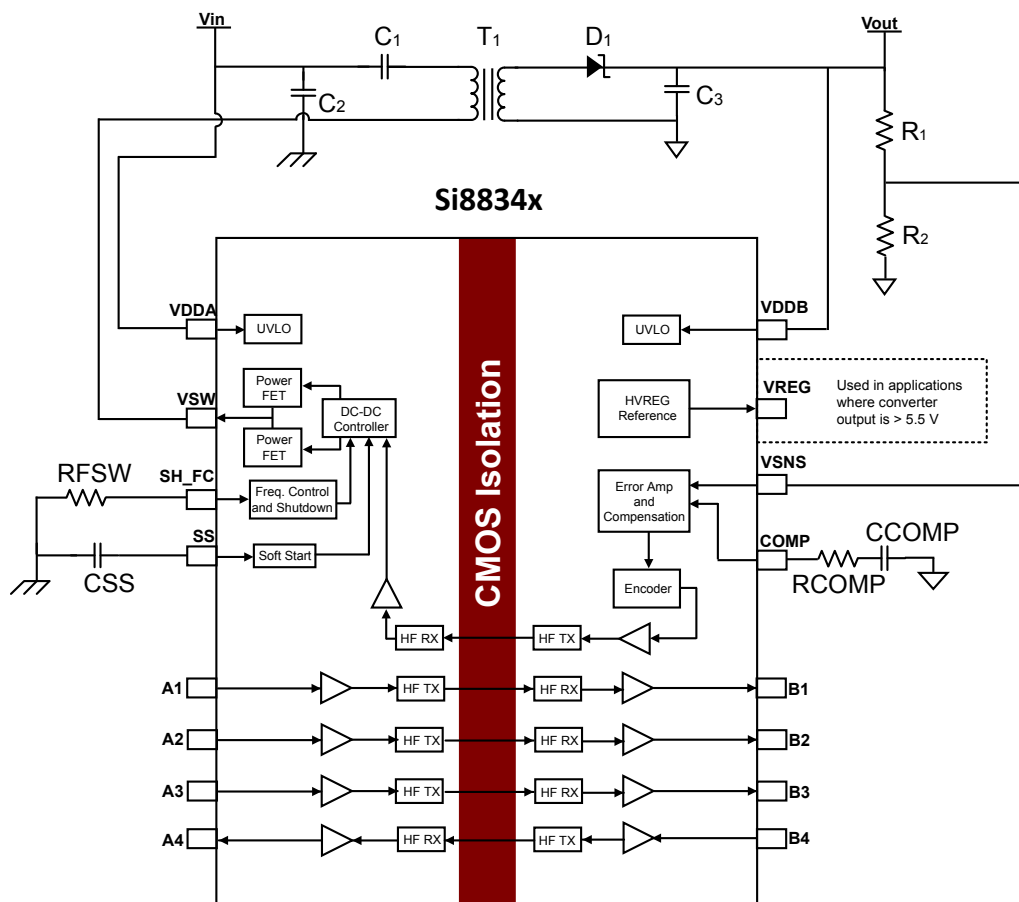 Vin
Vout
C1
T1
D1
C2
C3
R1
R2
Si8834x
CMOS Isolation
VDDA
UVLO
UVLO
VDDB
VSW
Power
FET
Power
FET
DC-DC
Controller
HVREG
Reference
VREG
Used in applications
where converter
output is > 5.5 V
RFSW
SH_FC
Freq. Control
and Shutdown
Error Amp
and
Compensation
VSNS
CSS
SS
Soft Start
COMP
RCOMP
CCOMP
Encoder
HF RX
HF TX
A1
HF TX
HF RX
B1
A2
HF TX
HF RX
B2
A3
HF TX
HF RX
B3
A4
HF RX
HF TX
B4